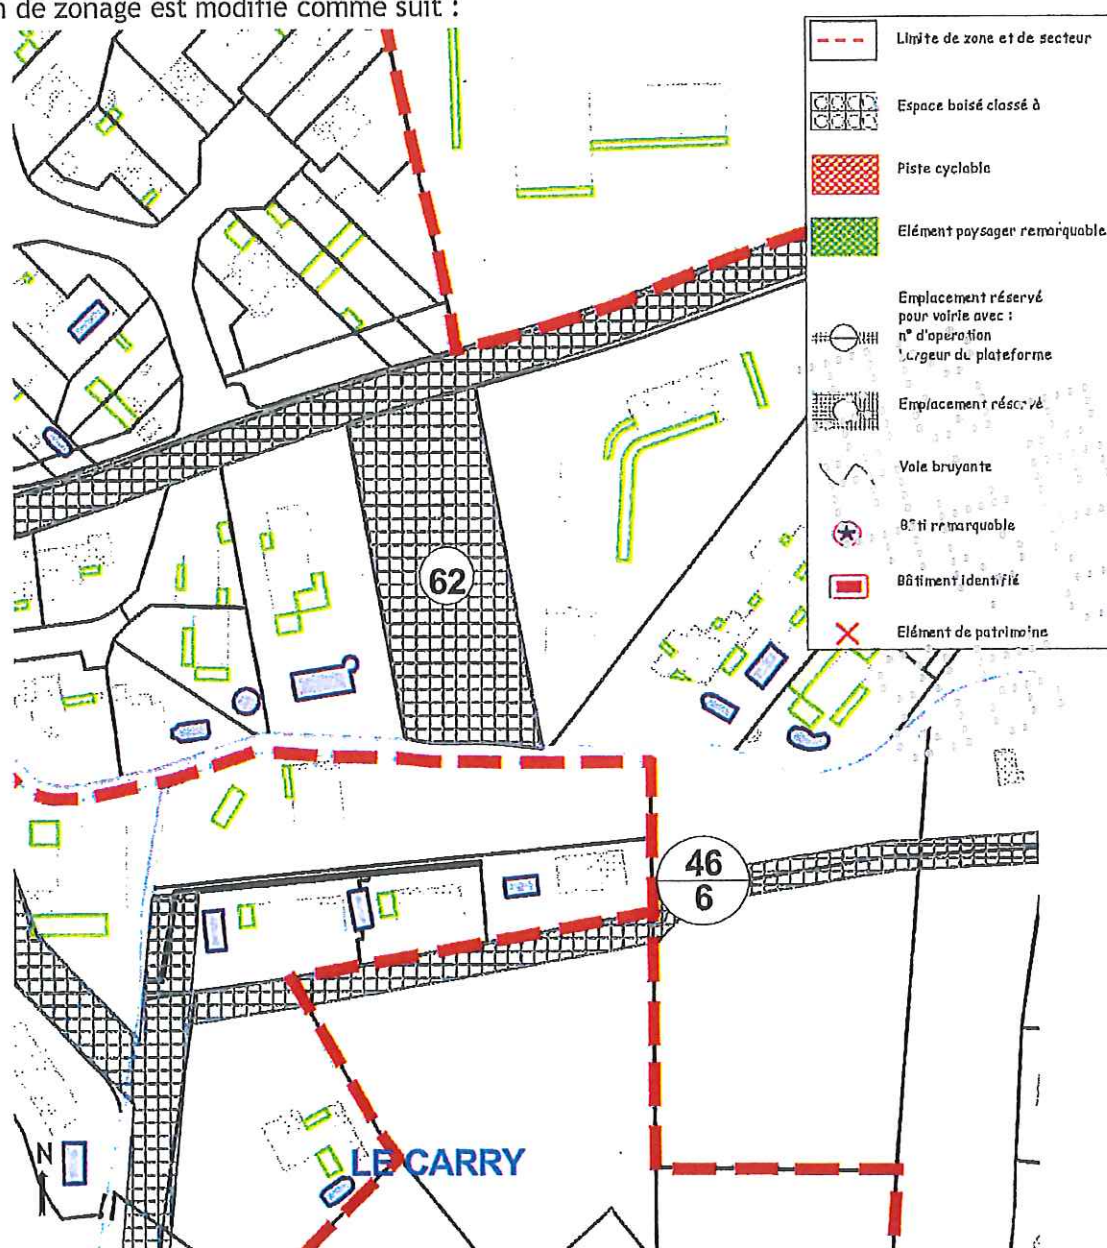 n de zonage est modifié comme suit :
Limite de zone et de secteur
Espace boisé classé à
Piste cyclable
Elément paysager remarquable
Emplacement réservé
pour voirie avec :
n° d'opération
largeur de plateforme
Emplacement réservé
Voie bruyante
Bâti remarquable
Bâtiment identifié
Elément de patrimoine
62
46
6
N
LE CARRY